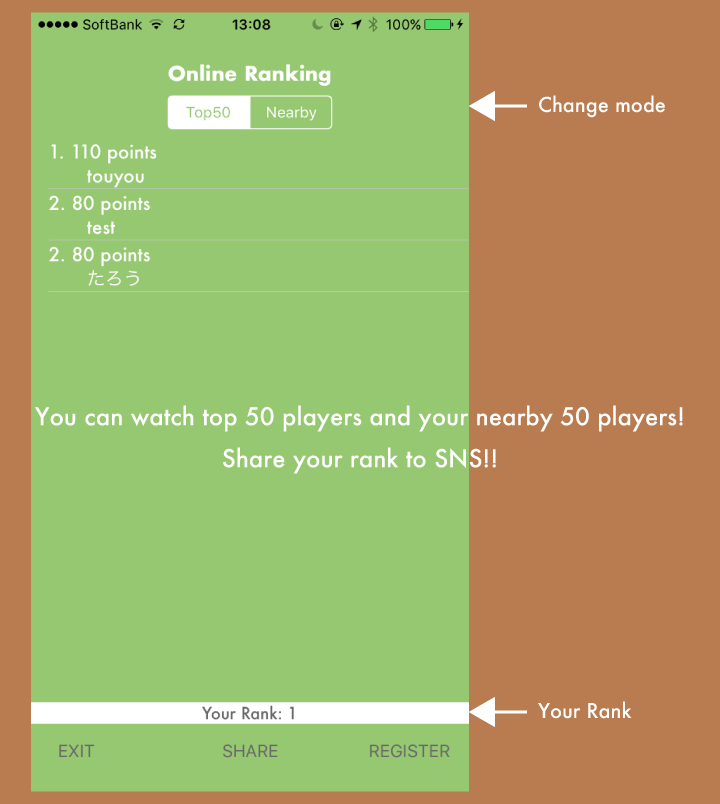 SoftBank 13:08 100%
Online Ranking
Top50 Nearby
Change mode
1. 110 points
touyou
2. 80 points
test
2. 80 points
たろう
You can watch top 50 players and your nearby 50 players!
Share your rank to SNS!!
Your Rank: 1
Your Rank
EXIT SHARE REGISTER